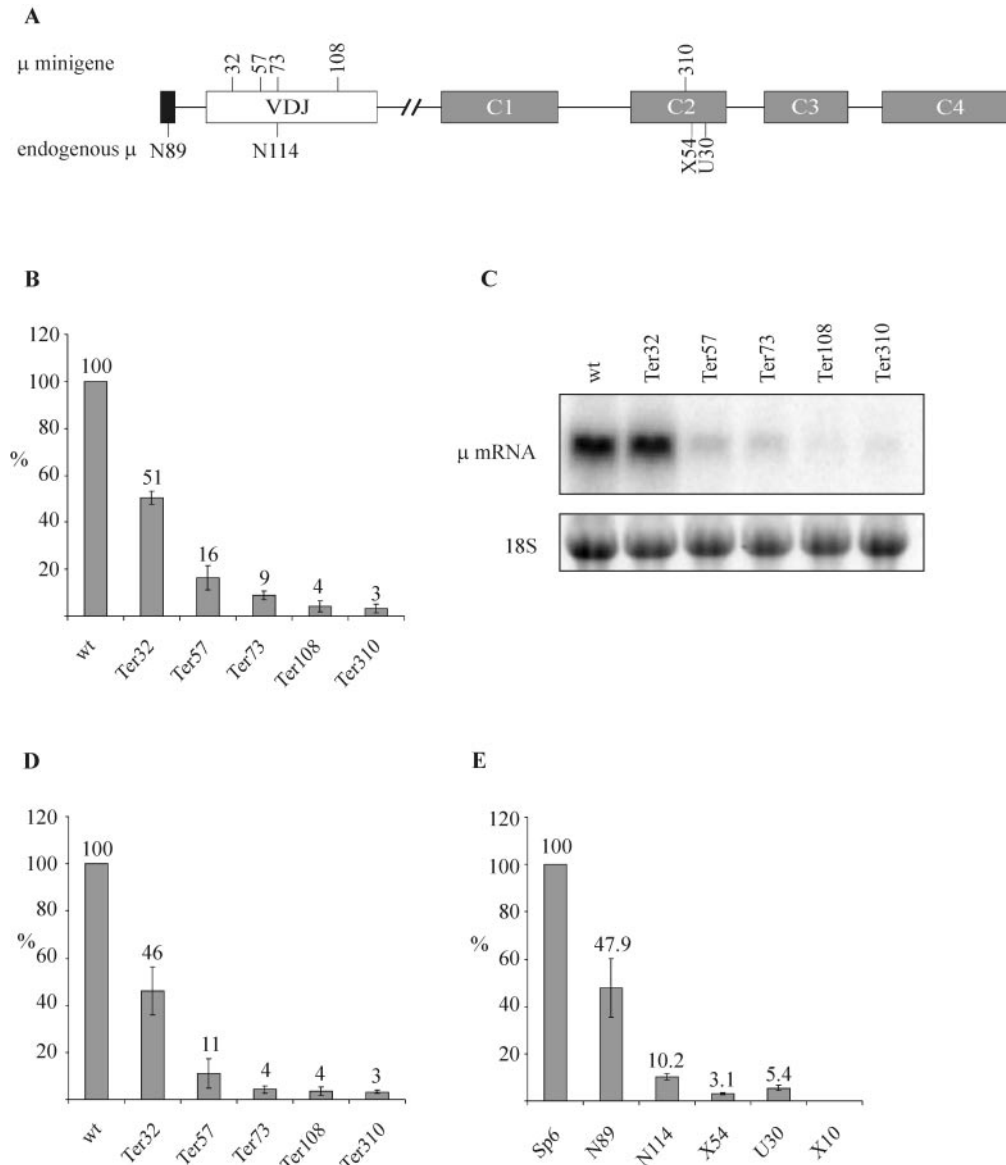 A
μ minigene
32 57 73 108 310
VDJ C1 C2 C3 C4
endogenous μ N89 N114 X54 U30
B
120
100
80
60
40
20
%
100
51
16
9
4
3
wt Ter32 Ter57 Ter73 Ter108 Ter310
C
wt Ter32 Ter57 Ter73 Ter108 Ter310
μ mRNA
18S
D
120
100
80
60
40
20
%
100
46
11
4
4
3
wt Ter32 Ter57 Ter73 Ter108 Ter310
E
120
100
80
60
40
20
%
100
47.9
10.2
3.1
5.4
Sp6 N89 N114 X54 U30 X10